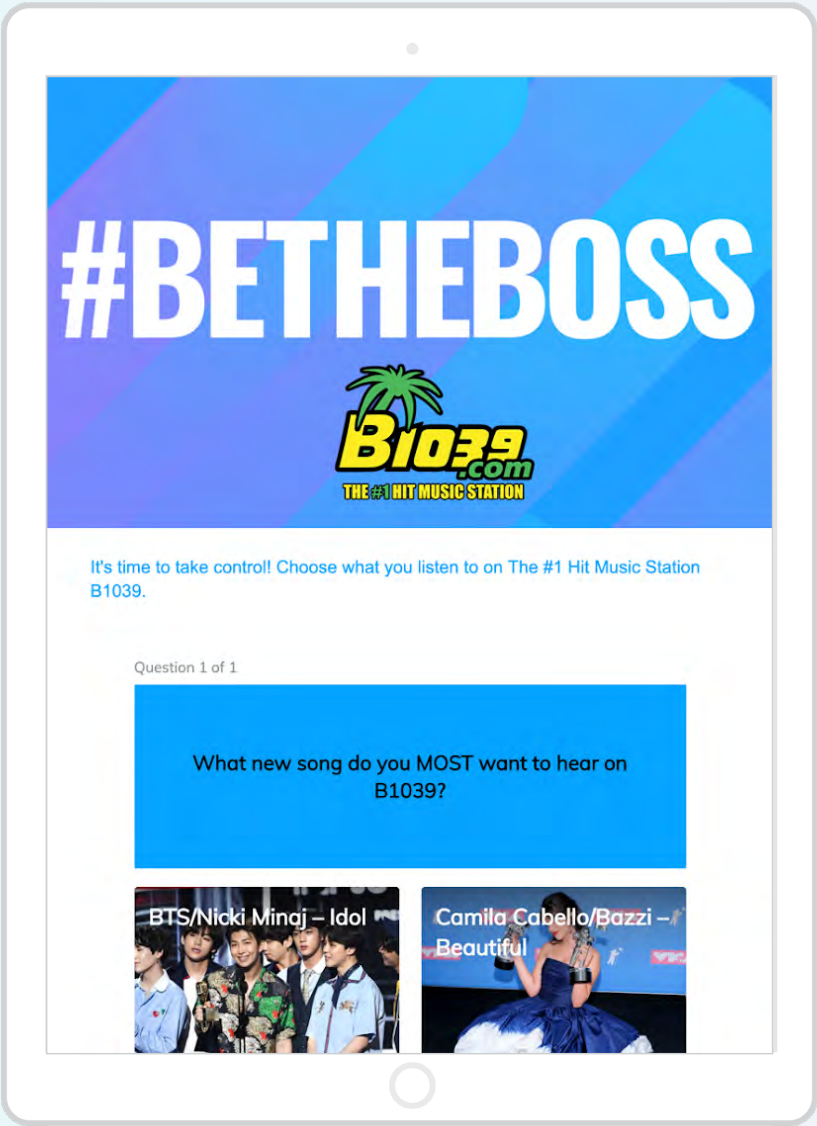 #BETHEBOSS
B1039
.com
THE #1 HIT MUSIC STATION
It's time to take control! Choose what you listen to on The #1 Hit Music Station
B1039.
Question 1 of 1
What new song do you MOST want to hear on
B1039?
BTS/Nicki Minaj – Idol
Camila Cabello/Bazzi –
Beautiful